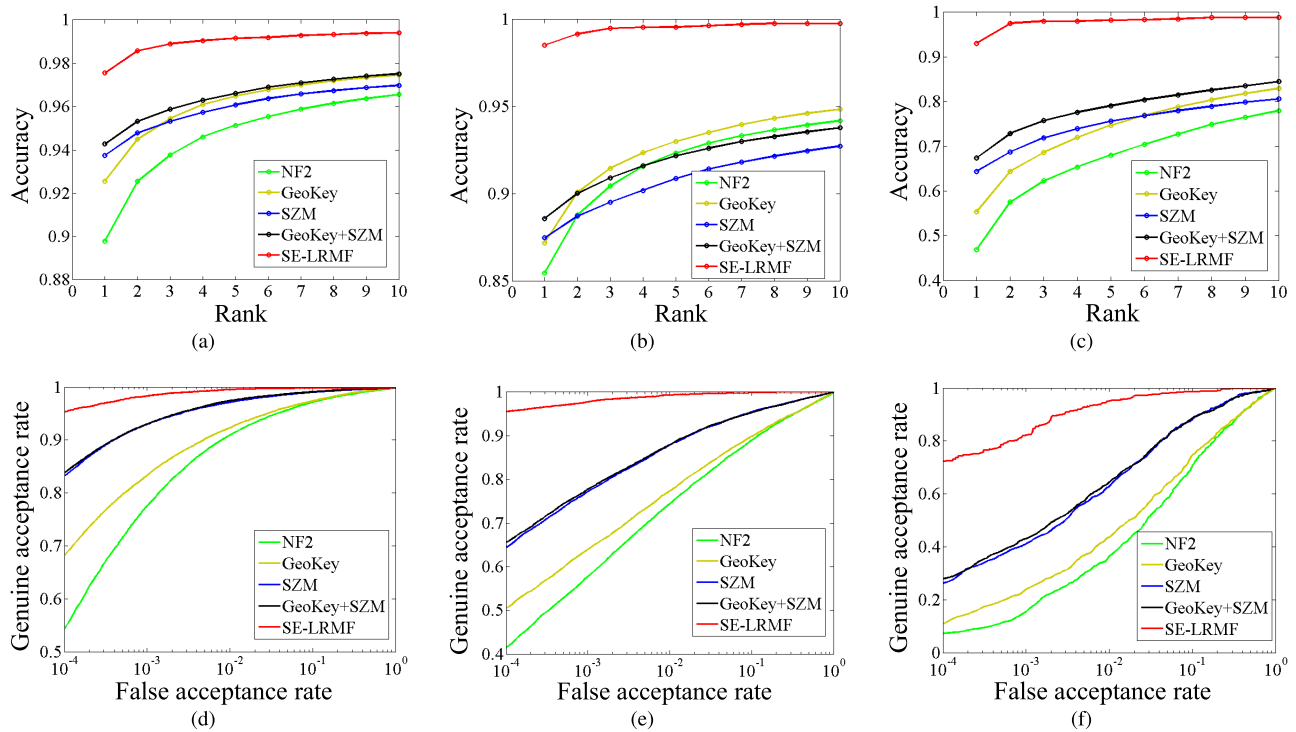 Accuracy
1
0.98
0.96
0.94
0.92
0.9
0.88
0 1 2 3 4 5 6 7 8 9 10
Rank
NF2
GeoKey
SZM
GeoKey+SZM
SE-LRMF
(a)
Accuracy
1
0.95
0.9
0.85
0 1 2 3 4 5 6 7 8 9 10
Rank
NF2
GeoKey
SZM
GeoKey+SZM
SE-LRMF
(b)
Accuracy
1
0.9
0.8
0.7
0.6
0.5
0.4
0 1 2 3 4 5 6 7 8 9 10
Rank
NF2
GeoKey
SZM
GeoKey+SZM
SE-LRMF
(c)
Genuine acceptance rate
1
0.9
0.8
0.7
0.6
0.5
10⁻⁴ 10⁻³ 10⁻² 10⁻¹ 10⁰
False acceptance rate
NF2
GeoKey
SZM
GeoKey+SZM
SE-LRMF
(d)
Genuine acceptance rate
1
0.9
0.8
0.7
0.6
0.5
0.4
10⁻⁴ 10⁻³ 10⁻² 10⁻¹ 10⁰
False acceptance rate
NF2
GeoKey
SZM
GeoKey+SZM
SE-LRMF
(e)
Genuine acceptance rate
1
0.8
0.6
0.4
0.2
0
10⁻⁴ 10⁻³ 10⁻² 10⁻¹ 10⁰
False acceptance rate
NF2
GeoKey
SZM
GeoKey+SZM
SE-LRMF
(f)